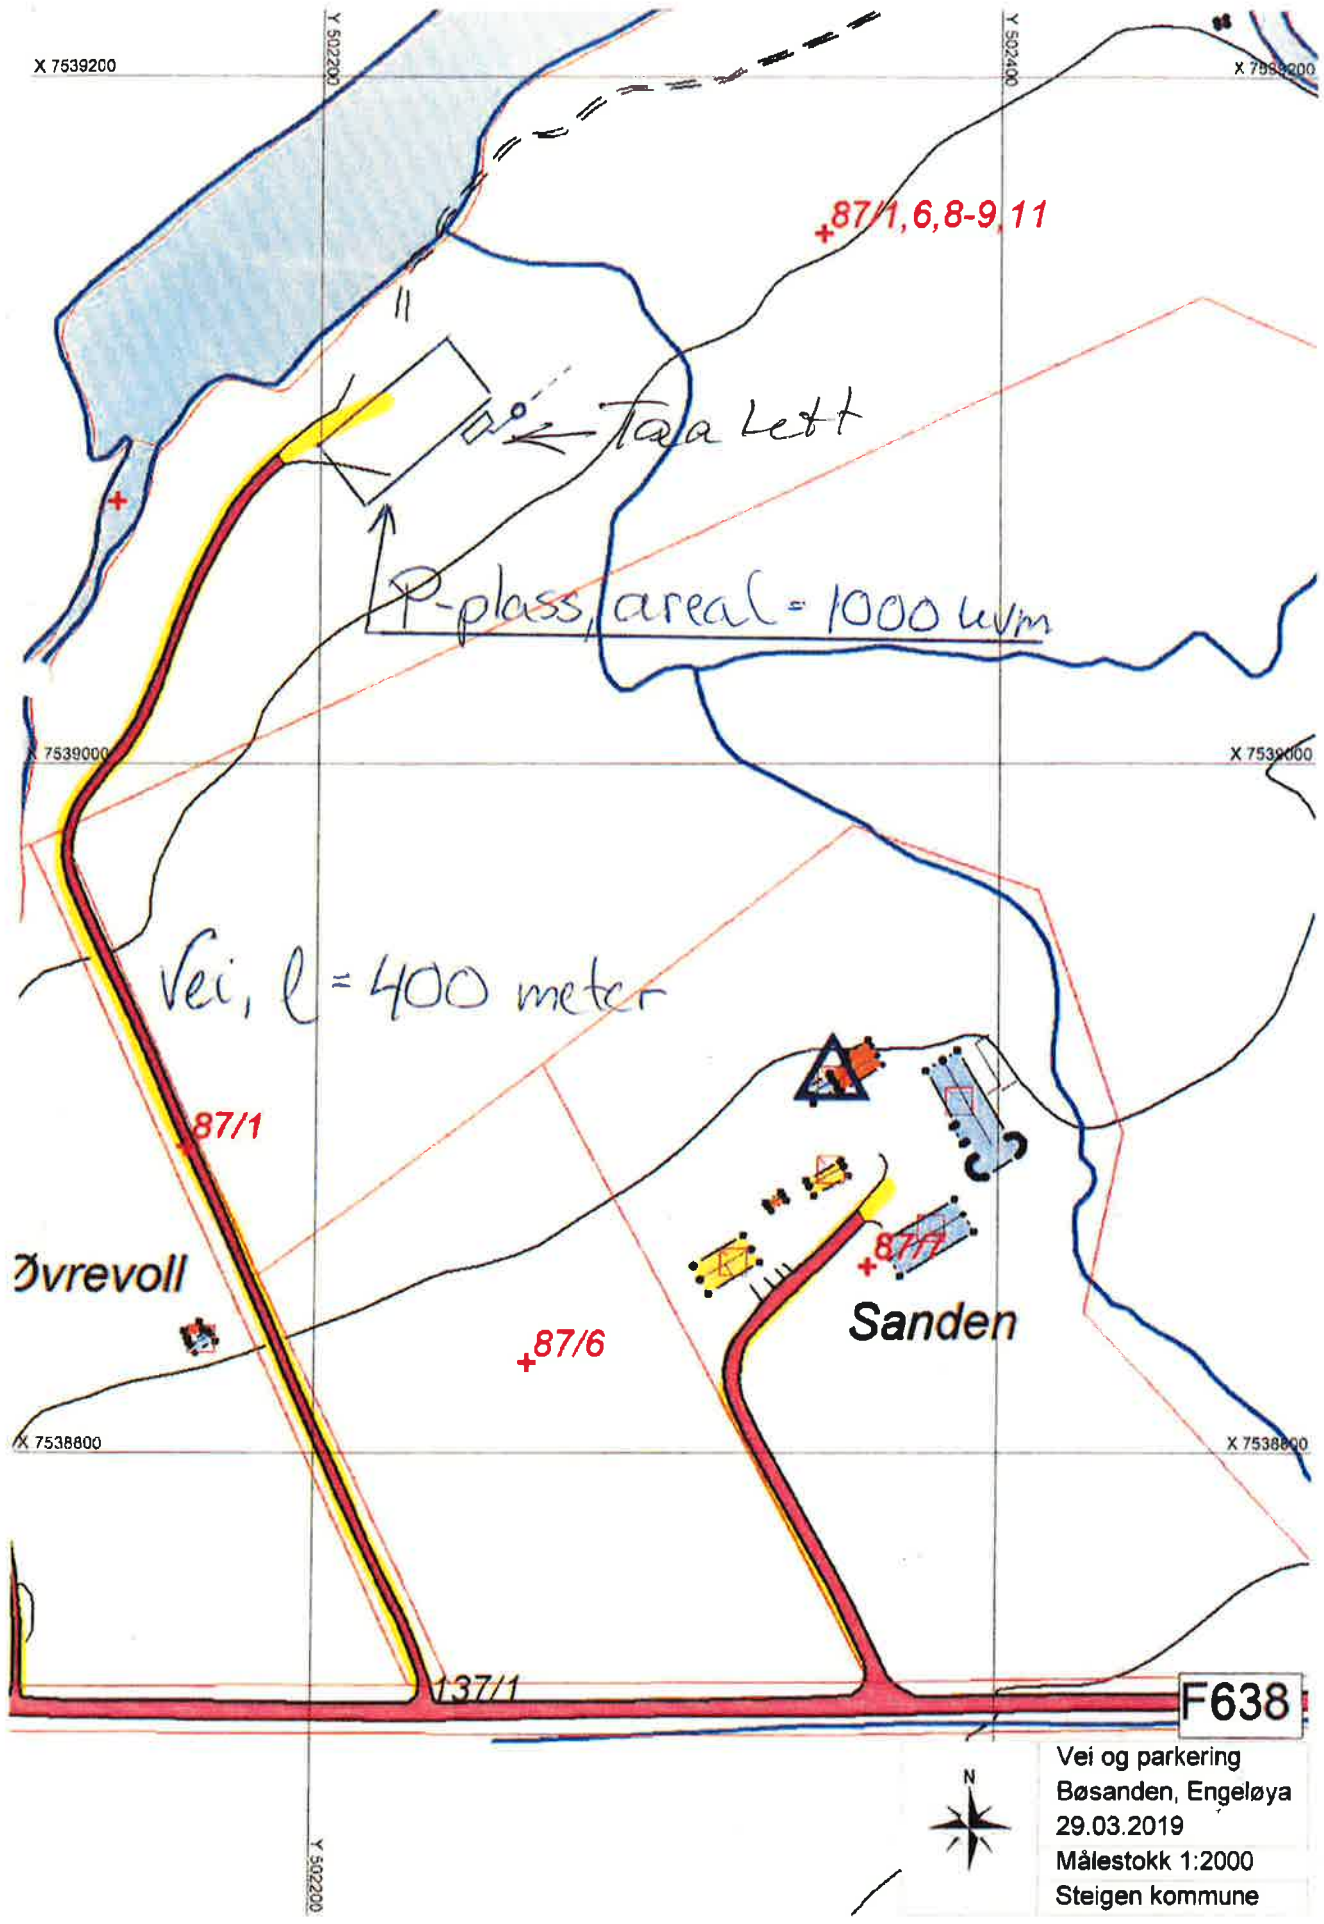 Y 502200
Y 502400
X 7539200
X 7539200
87/1,6,8-9,11
Taa Lett
P-plass, areal = 1000 kvm
X 7539000
X 7539000
Vei, l = 400 meter
87/1
Øvrevoll
87/7
Sanden
87/6
X 7538800
X 7538800
137/1
F638
N
Vei og parkering
Bøsanden, Engeløya
29.03.2019
Målestokk 1:2000
Steigen kommune
Y 502200